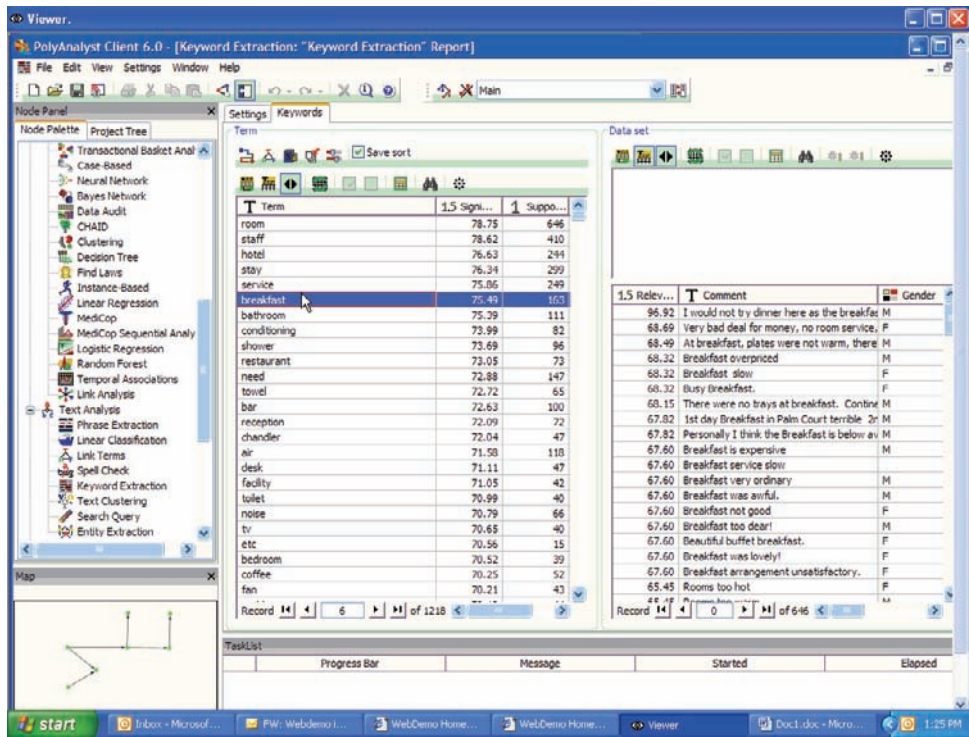 Viewer.
PolyAnalyst Client 6.0 - [Keyword Extraction: "Keyword Extraction" Report]
File Edit View Settings Window Help
Main
Node Panel
Node Palette Project Tree
Transactional Basket Anal
Case-Based
Neural Network
Bayes Network
Data Audit
CHAID
Clustering
Decision Tree
Find Laws
Instance-Based
Linear Regression
MedCop
MediCop Sequential Analy
Logistic Regression
Random Forest
Temporal Associations
Link Analysis
Text Analysis
Phrase Extraction
Linear Classification
Link Terms
Spell Check
Keyword Extraction
Text Clustering
Search Query
Entity Extraction
Map
Settings Keywords
Term
Save sort
Term 1.5 Signi... 1 Suppo...
room 78.75 646
staff 78.62 410
hotel 76.63 244
stay 76.34 299
service 75.86 249
breakfast 75.49 163
bathroom 75.39 111
conditioning 73.99 82
shower 73.69 96
restaurant 73.05 73
need 72.88 147
towel 72.72 65
bar 72.63 100
reception 72.09 72
chandler 72.04 47
air 71.58 118
desk 71.11 47
facility 71.05 42
toilet 70.99 40
noise 70.79 66
tv 70.65 40
etc 70.56 15
bedroom 70.52 39
coffee 70.25 52
fan 70.21 43
Record 6 of 1218
Data set
1.5 Relev... Comment Gender
96.92 I would not try dinner here as the breakfas M
68.69 Very bad deal for money, no room service, F
68.49 At breakfast, plates were not warm, there M
68.32 Breakfast overpriced M
68.32 Breakfast slow F
68.32 Busy Breakfast. F
68.15 There were no trays at breakfast. Contine M
67.82 1st day Breakfast in Palm Court terrible 2n M
67.82 Personally I think the Breakfast is below av M
67.60 Breakfast is expensive M
67.60 Breakfast service slow
67.60 Breakfast very ordinary M
67.60 Breakfast was awful. M
67.60 Breakfast not good F
67.60 Breakfast too dear! M
67.60 Beautiful buffet breakfast. F
67.60 Breakfast was lovely! F
67.60 Breakfast arrangement unsatisfactory. F
65.45 Rooms too hot F
Record 0 of 646
TaskList
Progress Bar Message Started Elapsed
start Inbox - Microsof... FW: Webdemo i... WebDemo Home... WebDemo Home... Viewer Doc1.doc - Micro... 1:25 PM